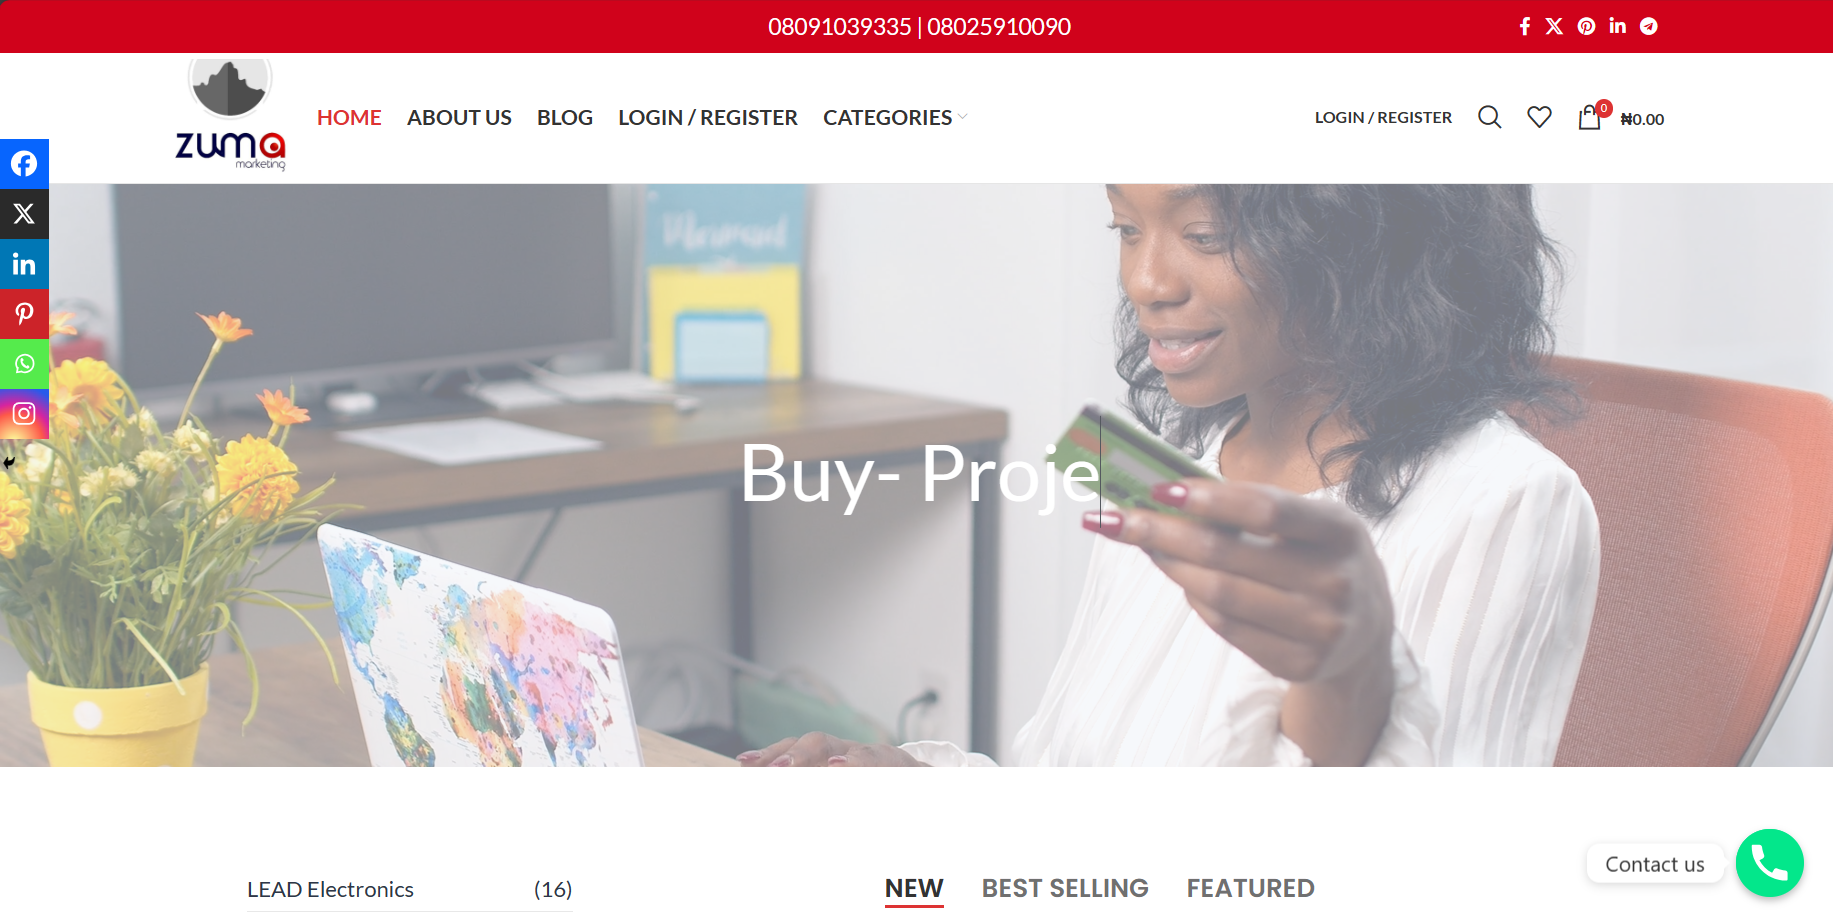 08091039335 | 08025910090
zuma
marketing
HOME ABOUT US BLOG LOGIN / REGISTER CATEGORIES
LOGIN / REGISTER 0 ₦0.00
Vibrant
Buy- Proje
LEAD Electronics (16)
NEW BEST SELLING FEATURED
Contact us